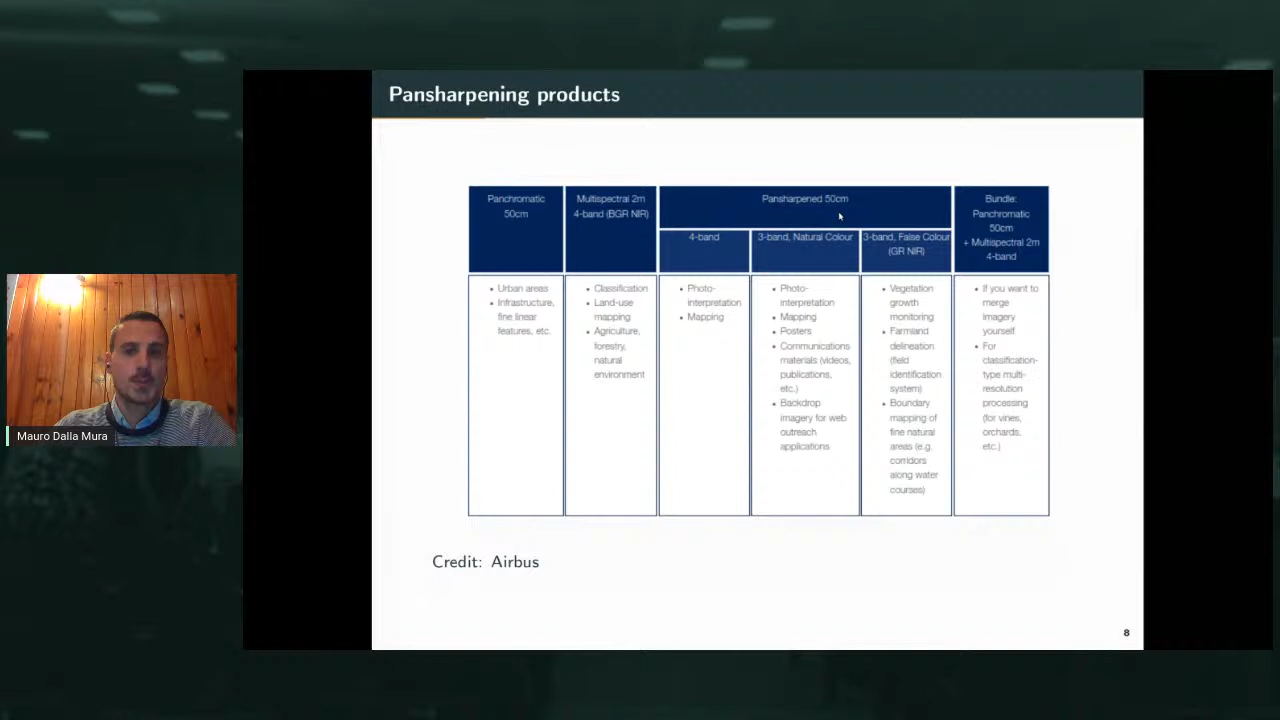 Pansharpening products
Panchromatic
50cm
Multispectral 2m
4-band (BGR NIR)
Pansharpened 50cm
4-band
3-band, Natural Colour
3-band, False Colour
(GR NIR)
Bundle:
Panchromatic
50cm
+ Multispectral 2m
4-band
• Urban areas
• Infrastructure,
fine linear
features, etc.
• Classification
• Land-use
mapping
• Agriculture,
forestry,
natural
environment
• Photo-
interpretation
• Mapping
• Photo-
interpretation
• Mapping
• Posters
• Communications
materials (videos,
publications,
etc.)
• Backdrop
imagery for web
outreach
applications
• Vegetation
growth
monitoring
• Farmland
delineation
(field
identification
system)
• Boundary
mapping of
fine natural
areas (e.g.
corridors
along water
courses)
• If you want to
merge
imagery
yourself
• For
classification-
type multi-
resolution
processing
(for vines,
orchards,
etc.)
Credit: Airbus
8
Mauro Dalla Mura